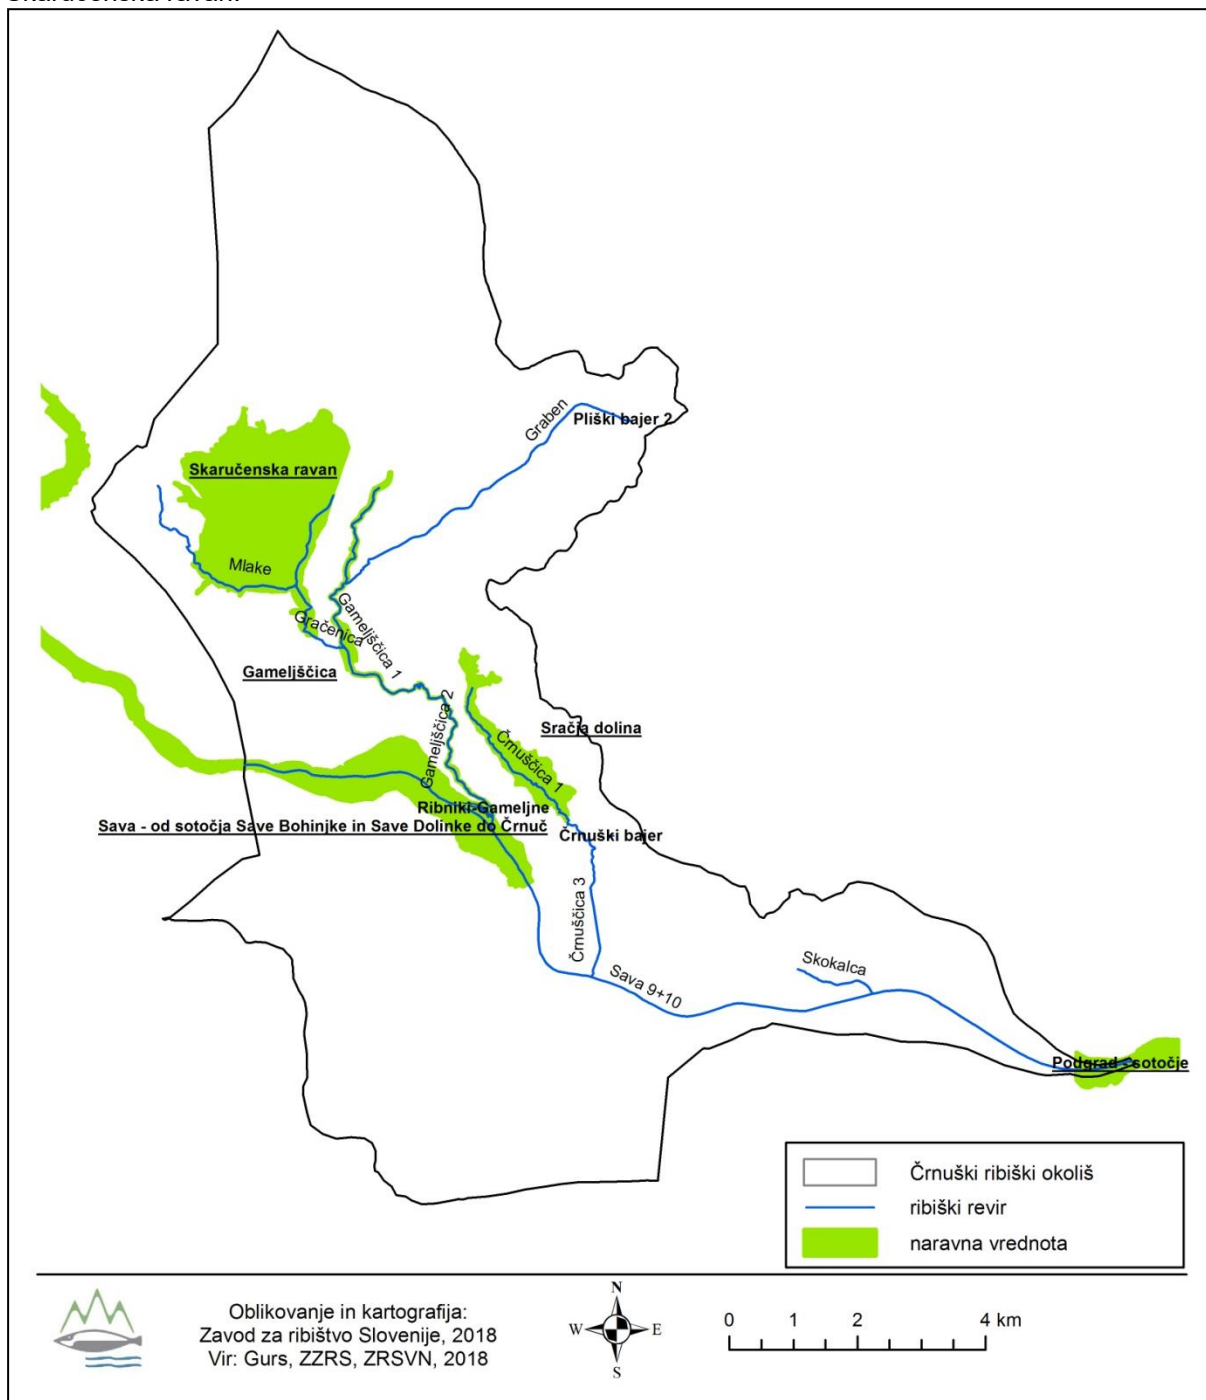 Skaručenska ravan.
Graben
Pliški bajer 2
Skaručenska ravan
Mlake
Gračenica
Gameljščica 1
Gameljščica
Gameljščica 2
Sračja dolina
Črnuščica 1
Ribniki-Gameljne
Sava - od sotočja Save Bohinjke in Save Dolinke do Črnuč
Črnuški bajer
Črnuščica 3
Skokalca
Sava 9+10
Podgrad - sotočje
Črnuški ribiški okoliš
ribiški revir
naravna vrednota
Oblikovanje in kartografija:
Zavod za ribištvo Slovenije, 2018
Vir: Gurs, ZZRS, ZRSVN, 2018
N
W E
S
0 1 2 4 km